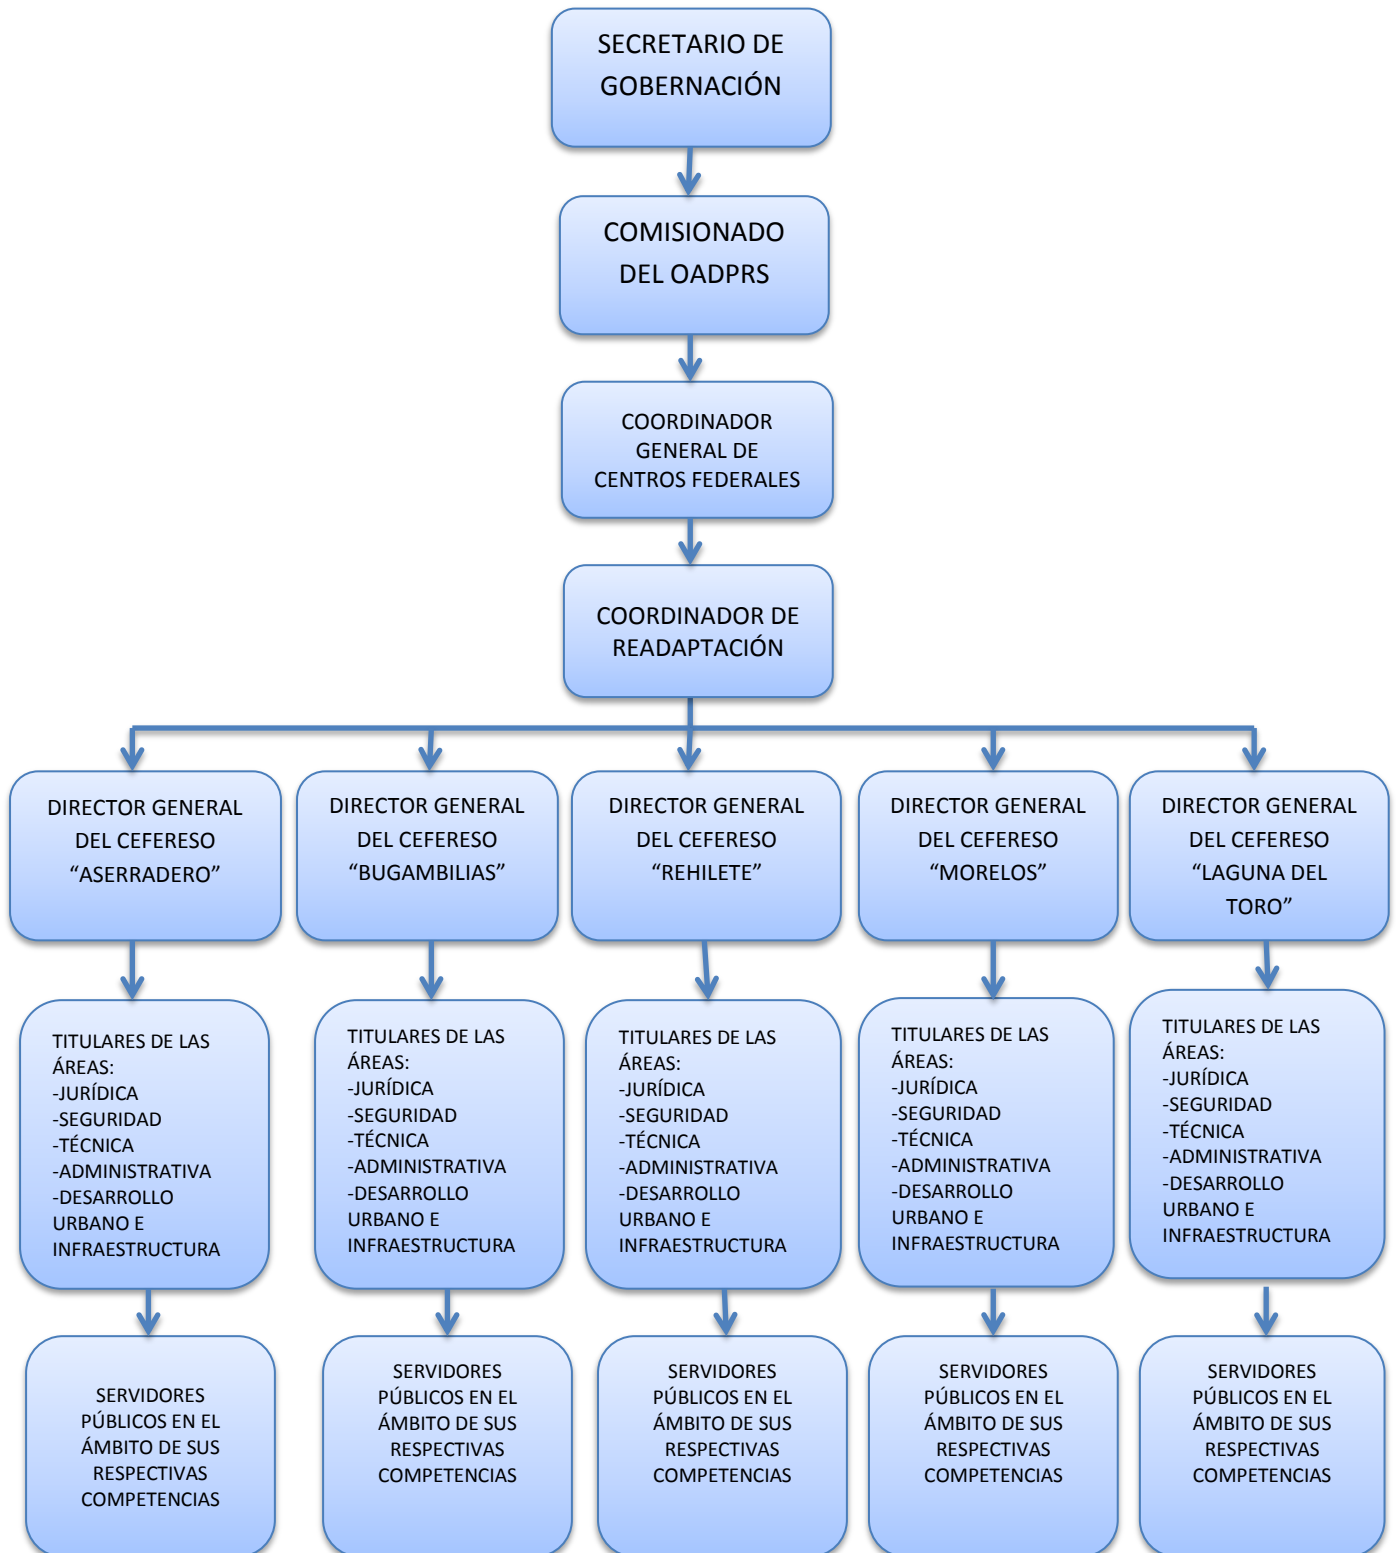 SECRETARIO DE
GOBERNACIÓN
COMISIONADO
DEL OADPRS
COORDINADOR
GENERAL DE
CENTROS FEDERALES
COORDINADOR DE
READAPTACIÓN
DIRECTOR GENERAL
DEL CEFERESO
“ASERRADERO”
DIRECTOR GENERAL
DEL CEFERESO
“BUGAMBILIAS”
DIRECTOR GENERAL
DEL CEFERESO
“REHILETE”
DIRECTOR GENERAL
DEL CEFERESO
“MORELOS”
DIRECTOR GENERAL
DEL CEFERESO
“LAGUNA DEL
TORO”
TITULARES DE LAS
ÁREAS:
-JURÍDICA
-SEGURIDAD
-TÉCNICA
-ADMINISTRATIVA
-DESARROLLO
URBANO E
INFRAESTRUCTURA
TITULARES DE LAS
ÁREAS:
-JURÍDICA
-SEGURIDAD
-TÉCNICA
-ADMINISTRATIVA
-DESARROLLO
URBANO E
INFRAESTRUCTURA
TITULARES DE LAS
ÁREAS:
-JURÍDICA
-SEGURIDAD
-TÉCNICA
-ADMINISTRATIVA
-DESARROLLO
URBANO E
INFRAESTRUCTURA
TITULARES DE LAS
ÁREAS:
-JURÍDICA
-SEGURIDAD
-TÉCNICA
-ADMINISTRATIVA
-DESARROLLO
URBANO E
INFRAESTRUCTURA
TITULARES DE LAS
ÁREAS:
-JURÍDICA
-SEGURIDAD
-TÉCNICA
-ADMINISTRATIVA
-DESARROLLO
URBANO E
INFRAESTRUCTURA
SERVIDORES
PÚBLICOS EN EL
ÁMBITO DE SUS
RESPECTIVAS
COMPETENCIAS
SERVIDORES
PÚBLICOS EN EL
ÁMBITO DE SUS
RESPECTIVAS
COMPETENCIAS
SERVIDORES
PÚBLICOS EN EL
ÁMBITO DE SUS
RESPECTIVAS
COMPETENCIAS
SERVIDORES
PÚBLICOS EN EL
ÁMBITO DE SUS
RESPECTIVAS
COMPETENCIAS
SERVIDORES
PÚBLICOS EN EL
ÁMBITO DE SUS
RESPECTIVAS
COMPETENCIAS